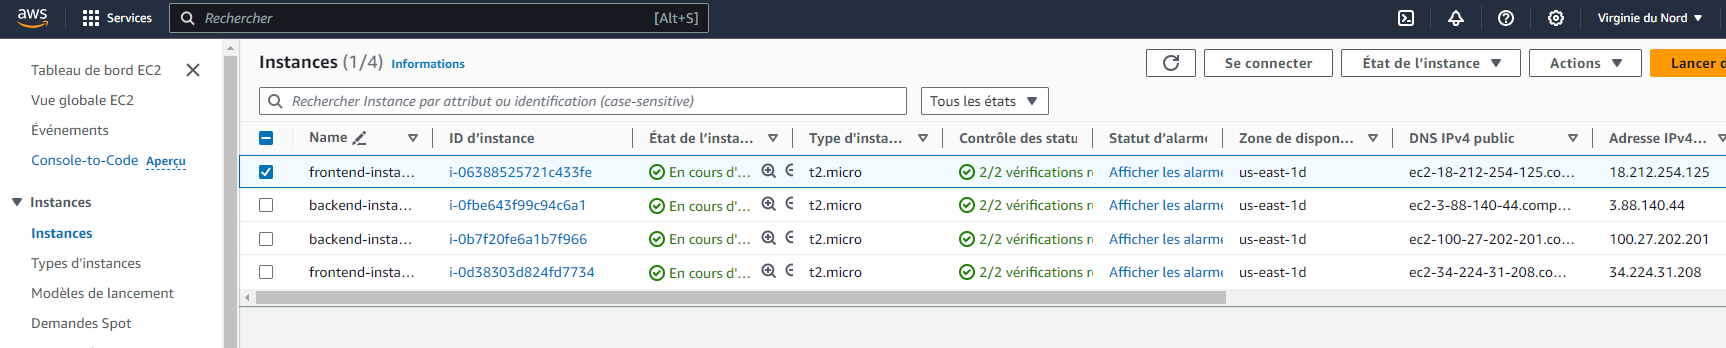 aws Services Rechercher [Alt+S] Virginie du Nord
Tableau de bord EC2
Vue globale EC2
Événements
Console-to-Code Aperçu
Instances
Instances
Types d'instances
Modèles de lancement
Demandes Spot
Instances (1/4) Informations Se connecter État de l'instance Actions Lancer d
Rechercher Instance par attribut ou identification (case-sensitive) Tous les états
Name ID d'instance État de l'insta... Type d'insta... Contrôle des statu Statut d'alarme Zone de dispon... DNS IPv4 public Adresse IPv4...
frontend-insta... i-06388525721c433fe En cours d'... t2.micro 2/2 vérifications r Afficher les alarme us-east-1d ec2-18-212-254-125.co... 18.212.254.125
backend-insta... i-0fbe643f99c94c6a1 En cours d'... t2.micro 2/2 vérifications r Afficher les alarme us-east-1d ec2-3-88-140-44.comp... 3.88.140.44
backend-insta... i-0b7f20fe6a1b7f966 En cours d'... t2.micro 2/2 vérifications r Afficher les alarme us-east-1d ec2-100-27-202-201.co... 100.27.202.201
frontend-insta... i-0d38303d824fd7734 En cours d'... t2.micro 2/2 vérifications r Afficher les alarme us-east-1d ec2-34-224-31-208.co... 34.224.31.208